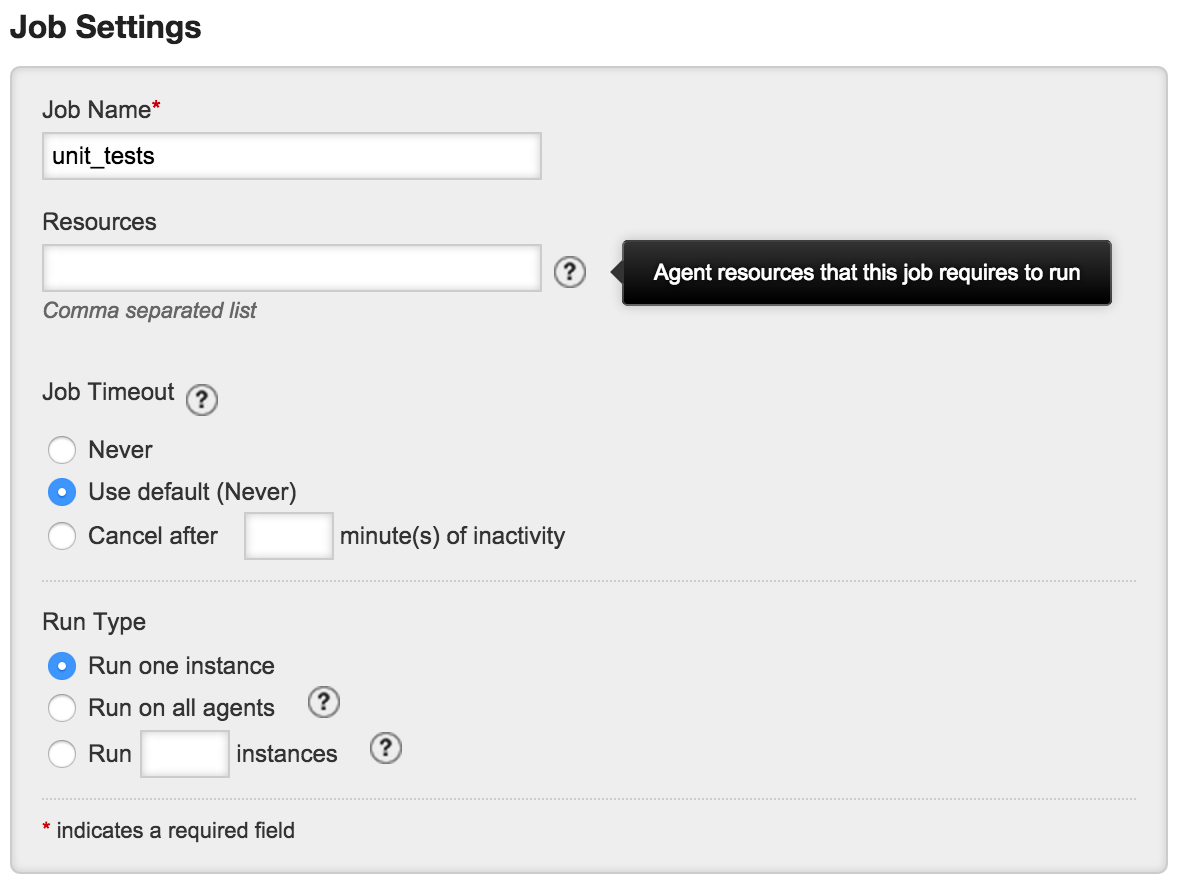 Job Settings
Job Name*
unit_tests
Resources
? Agent resources that this job requires to run
Comma separated list
Job Timeout ?
Never
Use default (Never)
Cancel after minute(s) of inactivity
Run Type
Run one instance
Run on all agents ?
Run instances ?
* indicates a required field